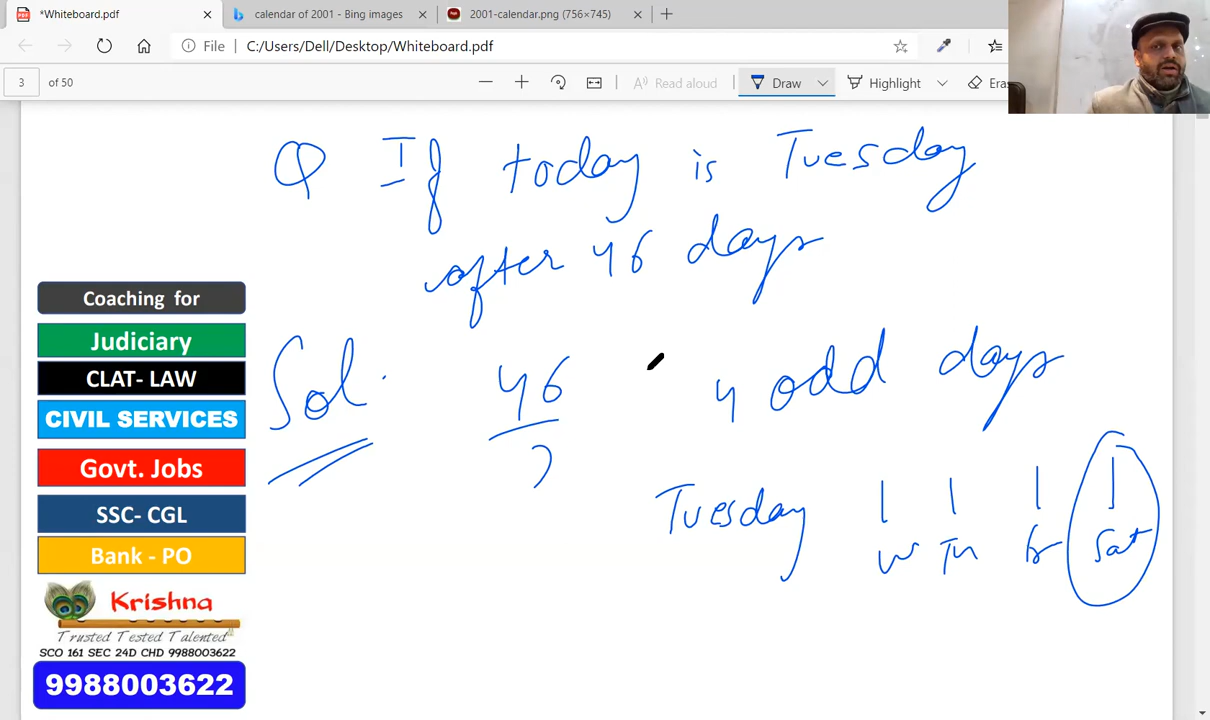 *Whiteboard.pdf
calendar of 2001 - Bing images
2001-calendar.png (756×745)
File
C:/Users/Dell/Desktop/Whiteboard.pdf
3 of 50
Read aloud
Draw
Highlight
Eras
Q If today is Tuesday
after 46 days
Sol.
46
7
4 odd days
Tuesday
W Th Fr Sat
Coaching for
Judiciary
CLAT- LAW
CIVIL SERVICES
Govt. Jobs
SSC- CGL
Bank - PO
Krishna
Trusted Tested Talented
SCO 161 SEC 24D CHD 9988003622
9988003622